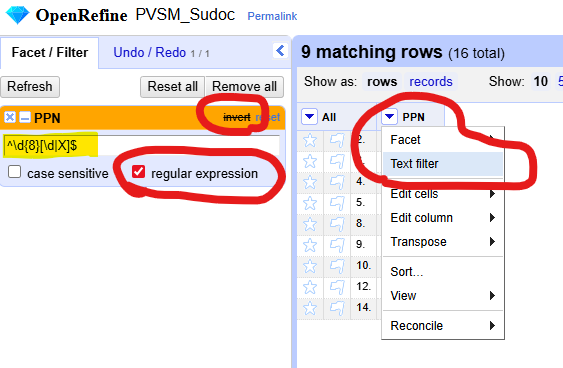 OpenRefine PVSM_Sudoc Permalink
Facet / Filter Undo / Redo 1 / 1
Refresh Reset all Remove all
PPN invert reset
^\d{8}[\d|X]$
case sensitive regular expression
9 matching rows (16 total)
Show as: rows records Show: 10 5
All PPN
2.
4.
5.
8.
9.
10.
12.
14.
Facet
Text filter
Edit cells
Edit column
Transpose
Sort...
View
Reconcile